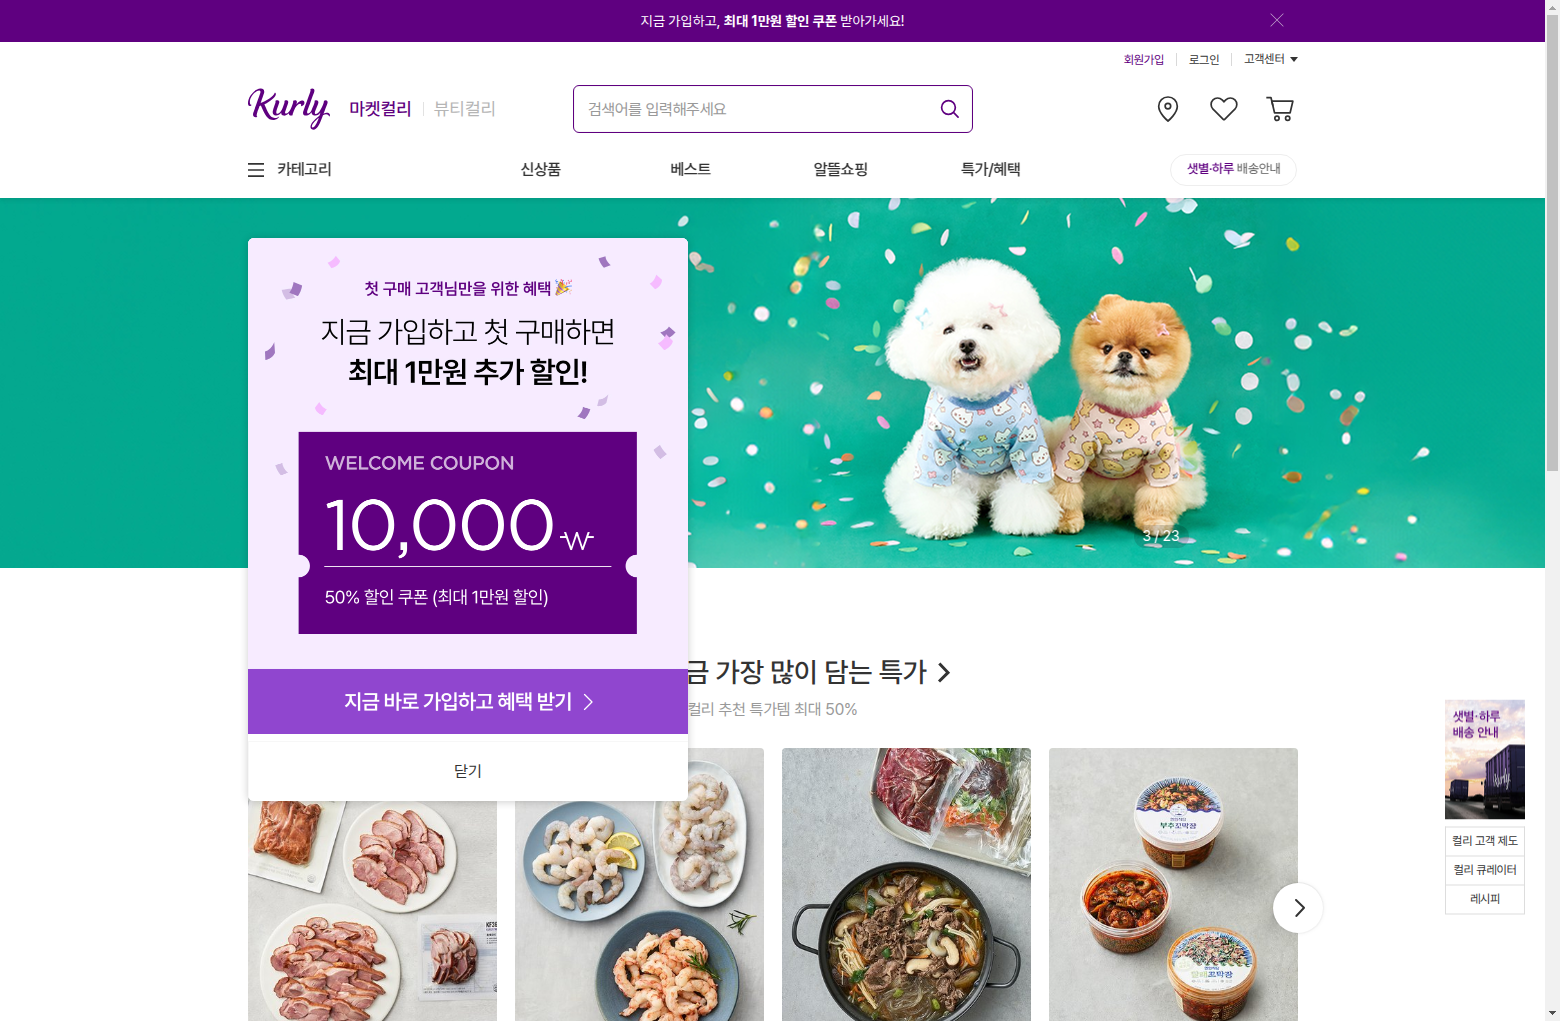 지금 가입하고, 최대 1만원 할인 쿠폰 받아가세요!
회원가입
로그인
고객센터
Kurly
마켓컬리
뷰티컬리
검색어를 입력해주세요
카테고리
신상품
베스트
알뜰쇼핑
특가/혜택
샛별·하루 배송안내
첫 구매 고객님만을 위한 혜택
지금 가입하고 첫 구매하면
최대 1만원 추가 할인!
WELCOME COUPON
10,000₩
50% 할인 쿠폰 (최대 1만원 할인)
지금 바로 가입하고 혜택 받기
닫기
3 / 23
금 가장 많이 담는 특가
컬리 추천 특가템 최대 50%
부추꼬막장
꼬막장
샛별·하루
배송 안내
Kurly
컬리 고객 제도
컬리 큐레이터
레시피